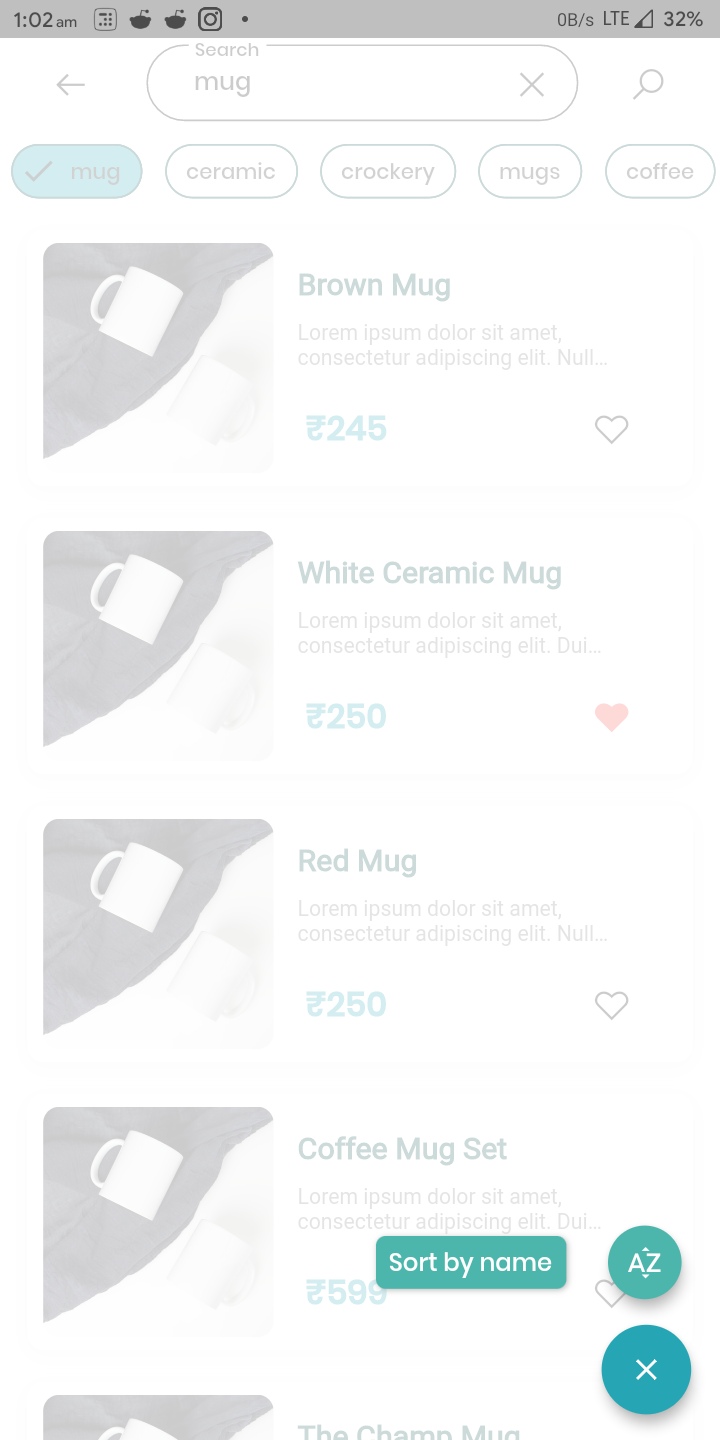 1:02 am
0B/s LTE 32%
Search
mug
mug ceramic crockery mugs coffee
Brown Mug
Lorem ipsum dolor sit amet,
consectetur adipiscing elit. Null...
₹245
White Ceramic Mug
Lorem ipsum dolor sit amet,
consectetur adipiscing elit. Dui...
₹250
Red Mug
Lorem ipsum dolor sit amet,
consectetur adipiscing elit. Null...
₹250
Coffee Mug Set
Lorem ipsum dolor sit amet,
consectetur adipiscing elit. Dui...
Sort by name AZ
₹599
The Champ Mug